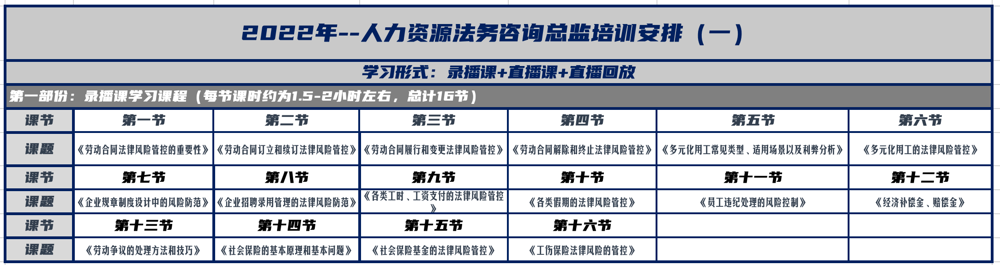 2022年--人力资源法务咨询总监培训安排（一）
学习形式：录播课+直播课+直播回放
第一部份：录播课学习课程（每节课时约为1.5-2小时左右，总计16节）
课节 第一节 第二节 第三节 第四节 第五节 第六节
课题 《劳动合同法律风险管控的重要性》 《劳动合同订立和续订法律风险管控》 《劳动合同履行和变更法律风险管控》 《劳动合同解除和终止法律风险管控》 《多元化用工常见类型、适用场景以及利弊分析》 《多元化用工的法律风险管控》
课节 第七节 第八节 第九节 第十节 第十一节 第十二节
课题 《企业规章制度设计中的风险防范》 《企业招聘录用管理的法律风险防范》 《各类工时、工资支付的法律风险管控》 《各类假期的法律风险管控》 《员工违纪处理的风险控制》 《经济补偿金、赔偿金》
课节 第十三节 第十四节 第十五节 第十六节
课题 《劳动争议的处理方法和技巧》 《社会保险的基本原理和基本问题》 《社会保险基金的法律风险管控》 《工伤保险法律风险的管控》